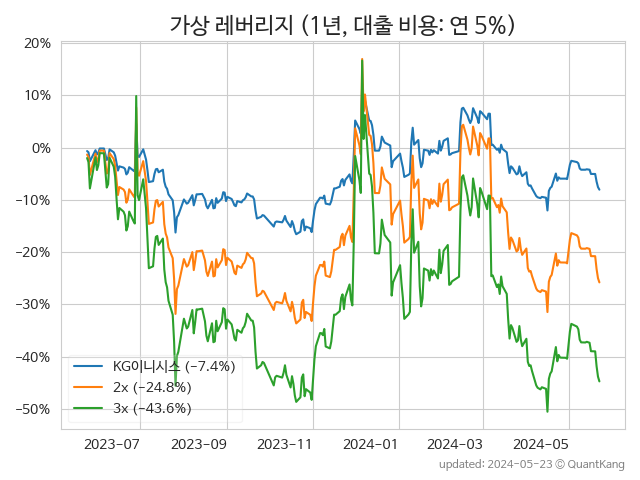 가상 레버리지 (1년, 대출 비용: 연 5%)
20%
10%
0%
−10%
−20%
−30%
−40%
−50%
KG이니시스 (−7.4%)
2x (−24.8%)
3x (−43.6%)
2023-07
2023-09
2023-11
2024-01
2024-03
2024-05
updated: 2024-05-23 ⓒ QuantKang